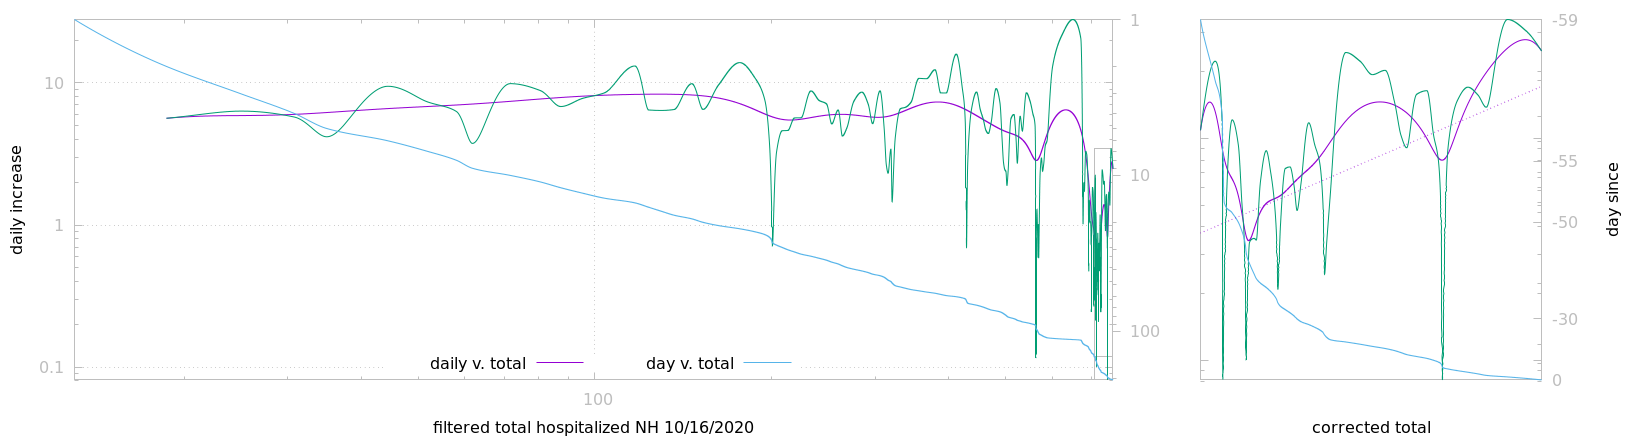 daily increase
10
1
0.1
100
daily v. total
day v. total
filtered total hospitalized NH 10/16/2020
1
10
100
corrected total
-59
-55
-50
-30
0
day since